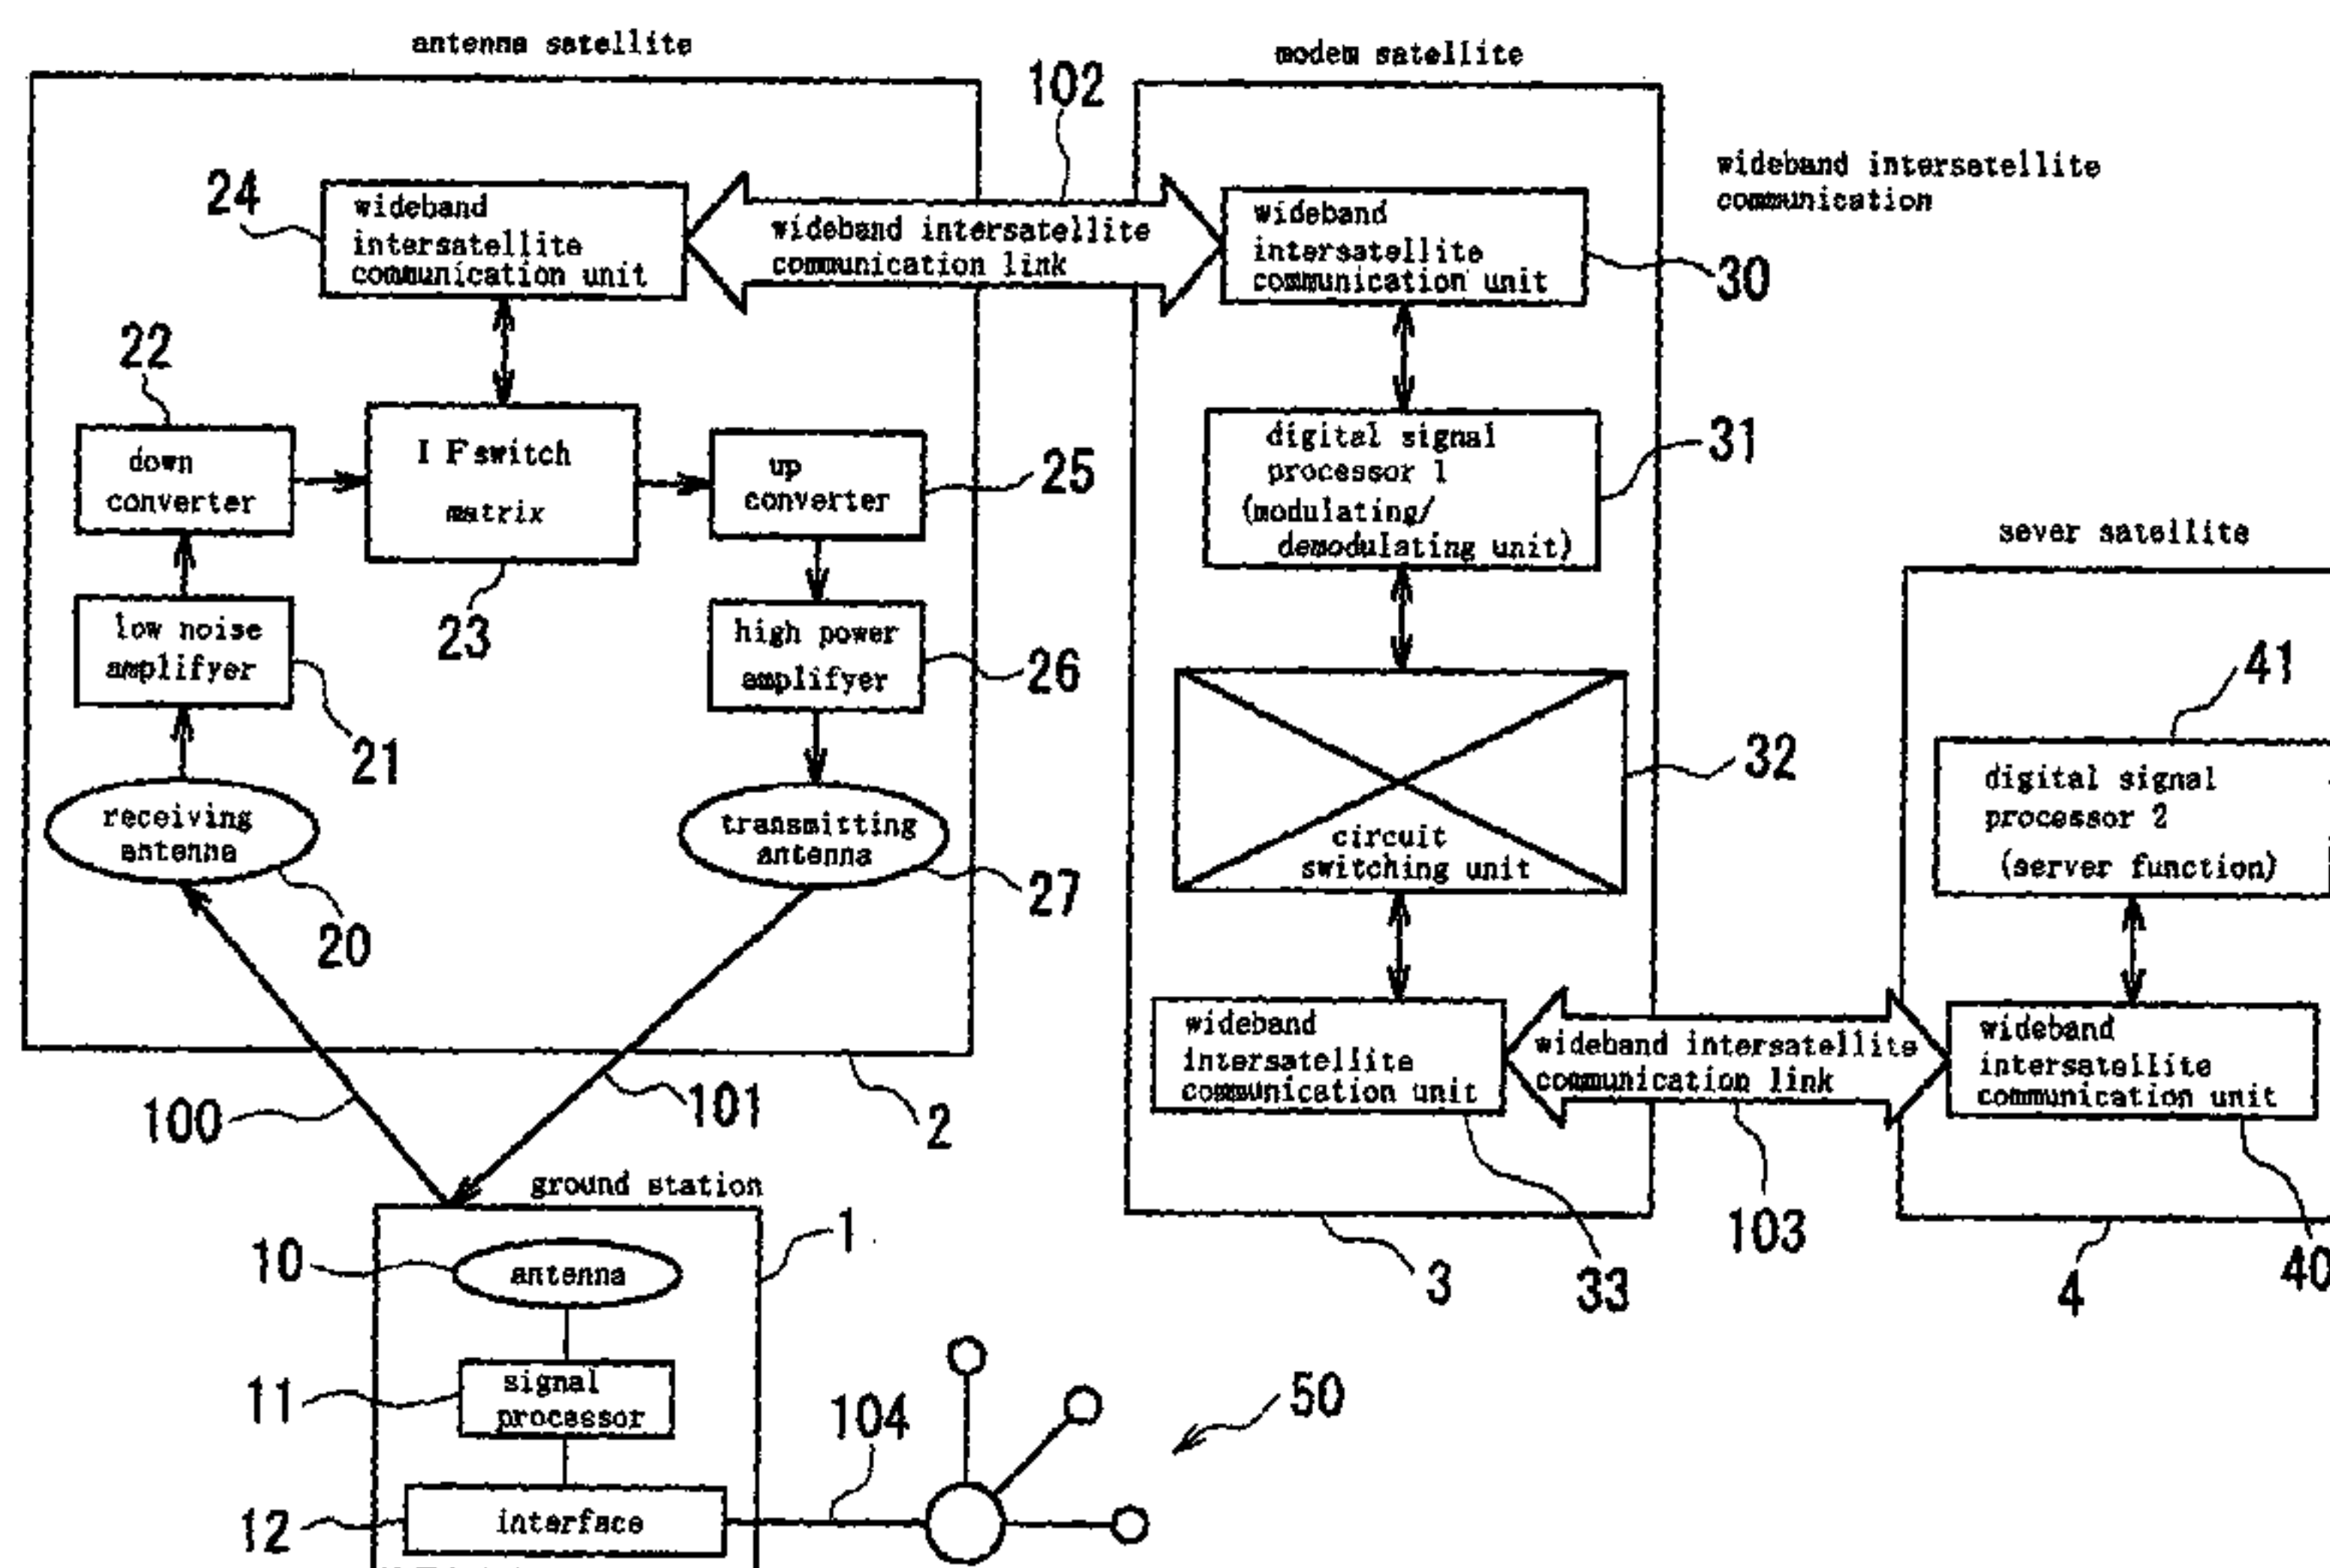 antenna satellite
modem satellite
102
wideband intersatellite
communication
24
wideband
intersatellite
communication unit
wideband intersatellite
communication link
wideband
intersatellite
communication unit
30
22
down
converter
I F switch
matrix
up
converter
25
digital signal
processor 1
(modulating/
demodulating unit)
31
sever satellite
low noise
amplifyer
23
high power
amplifyer
26
41
21
32
digital signal
processor 2
(server function)
receiving
antenna
transmitting
antenna
circuit
switching unit
27
20
wideband
intersatellite
communication unit
wideband intersatellite
communication link
wideband
intersatellite
communication unit
100
101
2
ground station
1
103
10
antenna
3
33
4
40
11
signal
processor
104
50
12
interface